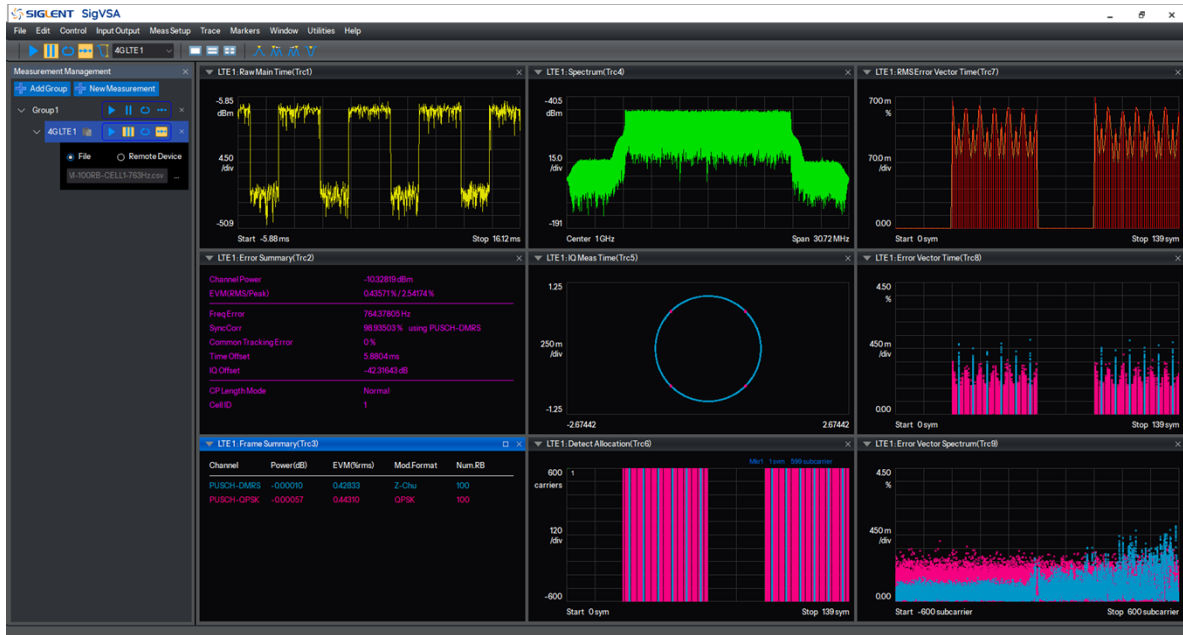 SIGLENT SigVSA
File Edit Control Input Output Meas Setup Trace Markers Window Utilities Help
4G LTE 1
Measurement Management
Add Group New Measurement
Group1
4G LTE 1
File Remote Device
-100RB-CELL1-763Hz.csv ...
LTE 1: Raw Main Time(Trc1)
-5.85
dBm
4.50
/div
-50.9
Start -5.88 ms Stop 16.12 ms
LTE 1: Spectrum(Trc4)
-40.5
dBm
15.0
/div
-191
Center 1 GHz Span 30.72 MHz
LTE 1: RMS Error Vector Time(Trc7)
700 m
%
700 m
/div
0.00
Start 0 sym Stop 139 sym
LTE 1: Error Summary(Trc2)
Channel Power -10.32819 dBm
EVM(RMS/Peak) 0.43571 % / 2.54174 %
Freq Error 764.37805 Hz
Sync Corr 98.93503 % using PUSCH-DMRS
Common Tracking Error 0 %
Time Offset 5.8804 ms
IQ Offset -42.31643 dB
CP Length Mode Normal
Cell ID 1
LTE 1: IQ Meas Time(Trc5)
1.25
250 m
/div
-1.25
-2.67442 2.67442
LTE 1: Error Vector Time(Trc8)
4.50
%
450 m
/div
0.00
Start 0 sym Stop 139 sym
LTE 1: Frame Summary(Trc3)
Channel Power(dB) EVM(%rms) Mod.Format Num.RB
PUSCH-DMRS -0.00010 0.42833 Z-Chu 100
PUSCH-QPSK -0.00057 0.44310 QPSK 100
LTE 1: Detect Allocation(Trc6)
Mkr1 1 sym 599 subcarrier
600
carriers
1
120
/div
-600
Start 0 sym Stop 139 sym
LTE 1: Error Vector Spectrum(Trc9)
4.50
%
450 m
/div
0.00
Start -600 subcarrier Stop 600 subcarrier